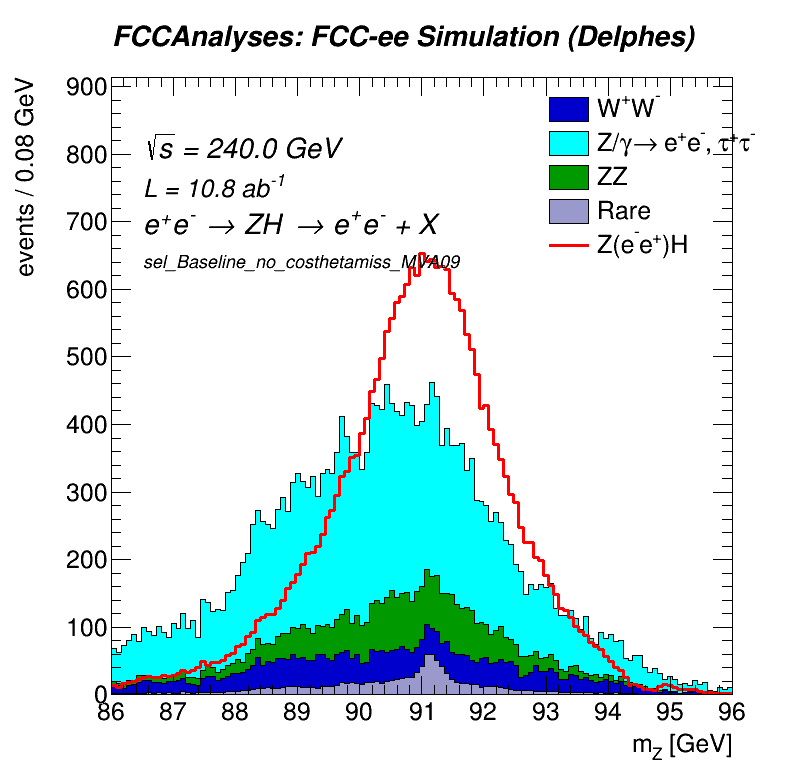 FCCAnalyses: FCC-ee Simulation (Delphes)
events / 0.08 GeV
900
800
700
600
500
400
300
200
100
0
√s = 240.0 GeV
L = 10.8 ab⁻¹
e⁺e⁻ → ZH → e⁺e⁻ + X
sel_Baseline_no_costhetamiss_MVA09
W⁺W⁻
Z/γ→ e⁺e⁻, τ⁺τ⁻
ZZ
Rare
Z(e⁻e⁺)H
86 87 88 89 90 91 92 93 94 95 96
m_Z [GeV]